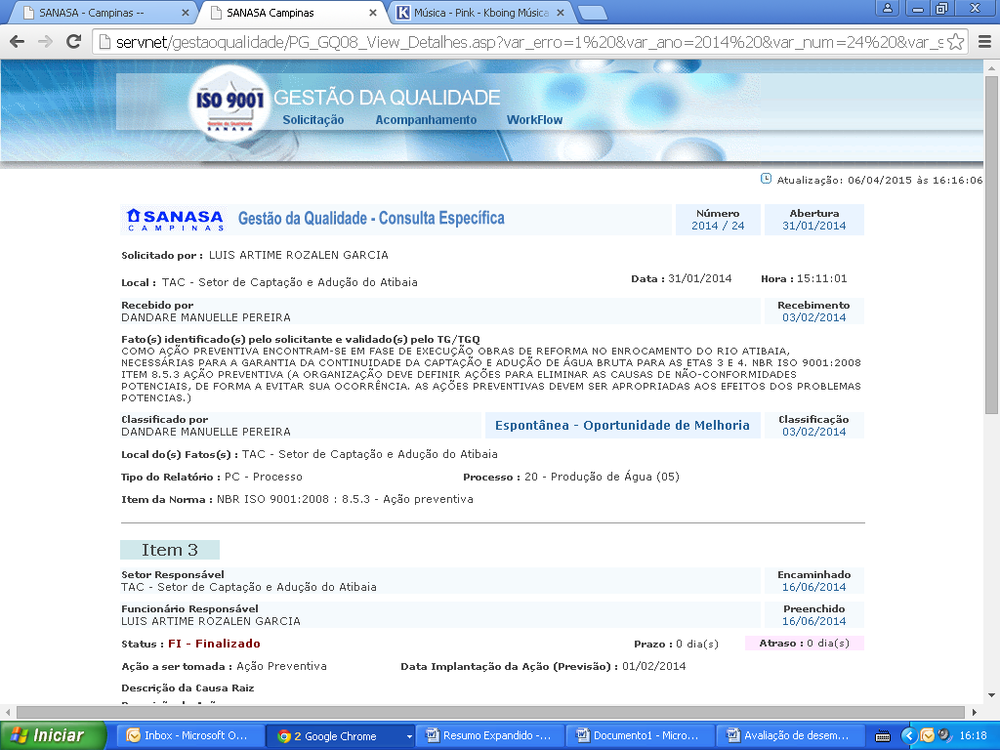 SANASA - Campinas --
SANASA Campinas
Música - Pink - Kboing Música
servnet/gestaoqualidade/PG_GQ08_View_Detalhes.asp?var_erro=1%20&var_ano=2014%20&var_num=24%20&var_s
ISO 9001
Gestão da Qualidade
SANASA
GESTÃO DA QUALIDADE
Solicitação Acompanhamento WorkFlow
Atualização: 06/04/2015 às 16:16:06
SANASA
CAMPINAS
Gestão da Qualidade - Consulta Específica
Número
2014 / 24
Abertura
31/01/2014
Solicitado por : LUIS ARTIME ROZALEN GARCIA
Local : TAC - Setor de Captação e Adução do Atibaia
Data : 31/01/2014 Hora : 15:11:01
Recebido por
DANDARE MANUELLE PEREIRA
Recebimento
03/02/2014
Fato(s) identificado(s) pelo solicitante e validado(s) pelo TG/TGQ
COMO AÇÃO PREVENTIVA ENCONTRAM-SE EM FASE DE EXECUÇÃO OBRAS DE REFORMA NO ENROCAMENTO DO RIO ATIBAIA,
NECESSÁRIAS PARA A GARANTIA DA CONTINUIDADE DA CAPTAÇÃO E ADUÇÃO DE ÁGUA BRUTA PARA AS ETAS 3 E 4. NBR ISO 9001:2008
ITEM 8.5.3 AÇÃO PREVENTIVA (A ORGANIZAÇÃO DEVE DEFINIR AÇÕES PARA ELIMINAR AS CAUSAS DE NÃO-CONFORMIDADES
POTENCIAIS, DE FORMA A EVITAR SUA OCORRÊNCIA. AS AÇÕES PREVENTIVAS DEVEM SER APROPRIADAS AOS EFEITOS DOS PROBLEMAS
POTENCIAS.)
Classificado por
DANDARE MANUELLE PEREIRA
Espontânea - Oportunidade de Melhoria
Classificação
03/02/2014
Local do(s) Fatos(s) : TAC - Setor de Captação e Adução do Atibaia
Tipo do Relatório : PC - Processo Processo : 20 - Produção de Água (05)
Item da Norma : NBR ISO 9001:2008 : 8.5.3 - Ação preventiva
Item 3
Setor Responsável
TAC - Setor de Captação e Adução do Atibaia
Encaminhado
16/06/2014
Funcionário Responsável
LUIS ARTIME ROZALEN GARCIA
Preenchido
16/06/2014
Status : FI - Finalizado Prazo : 0 dia(s) Atraso : 0 dia(s)
Ação a ser tomada : Ação Preventiva Data Implantação da Ação (Previsão) : 01/02/2014
Descrição da Causa Raiz
Iniciar
Inbox - Microsoft O...
2 Google Chrome
Resumo Expandido -...
Documento1 - Micro...
Avaliação de desem...
16:18